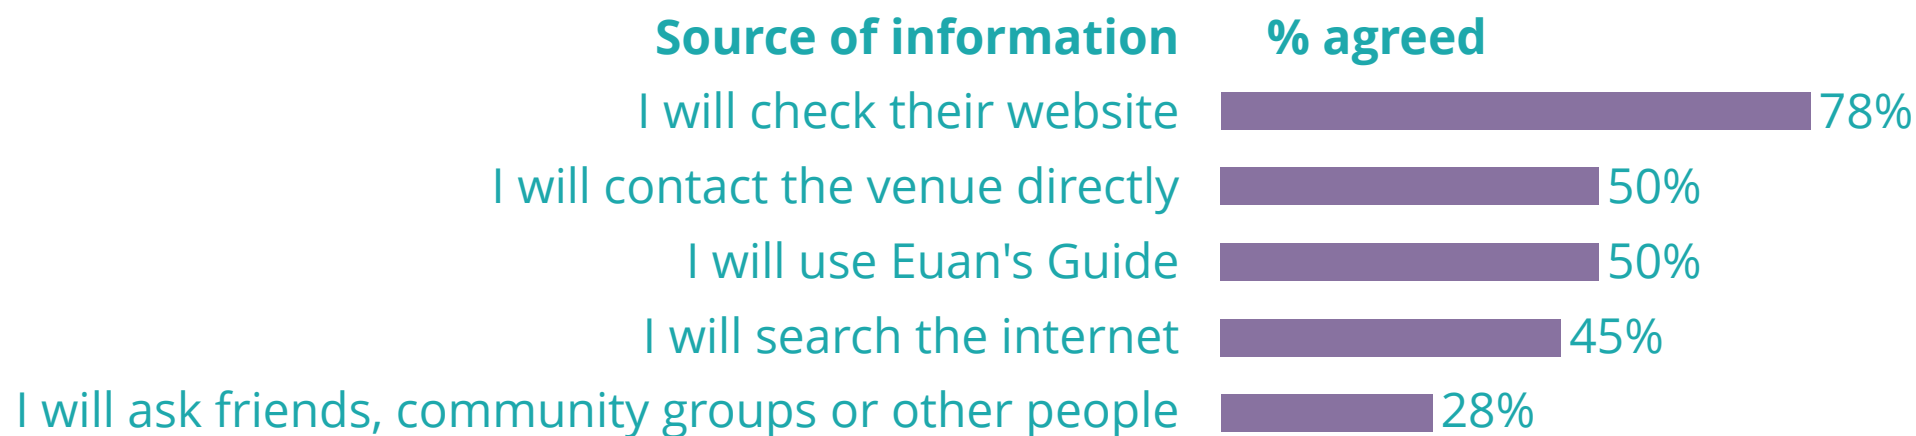 Source of information % agreed
I will check their website 78%
I will contact the venue directly 50%
I will use Euan's Guide 50%
I will search the internet 45%
I will ask friends, community groups or other people 28%